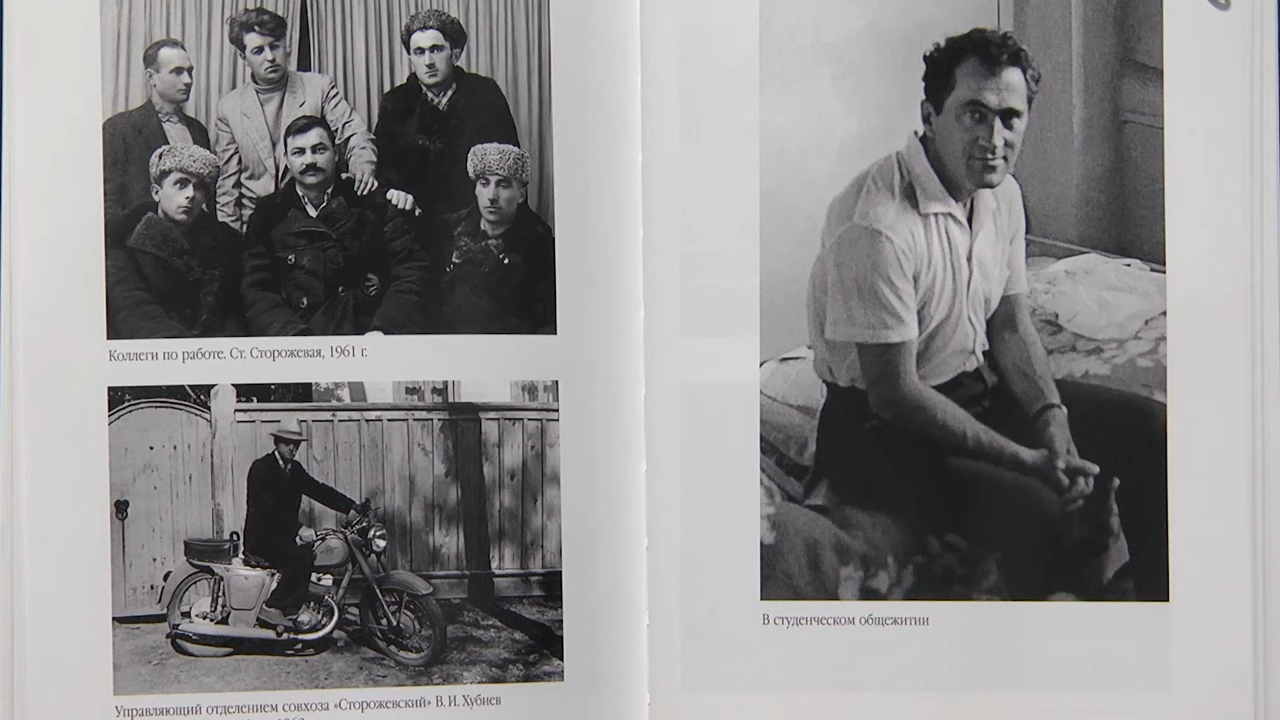 Коллеги по работе. Ст. Сторожевая, 1961 г.
Управляющий отделением совхоза «Сторожевский» В. И. Хубиев
В студенческом общежитии